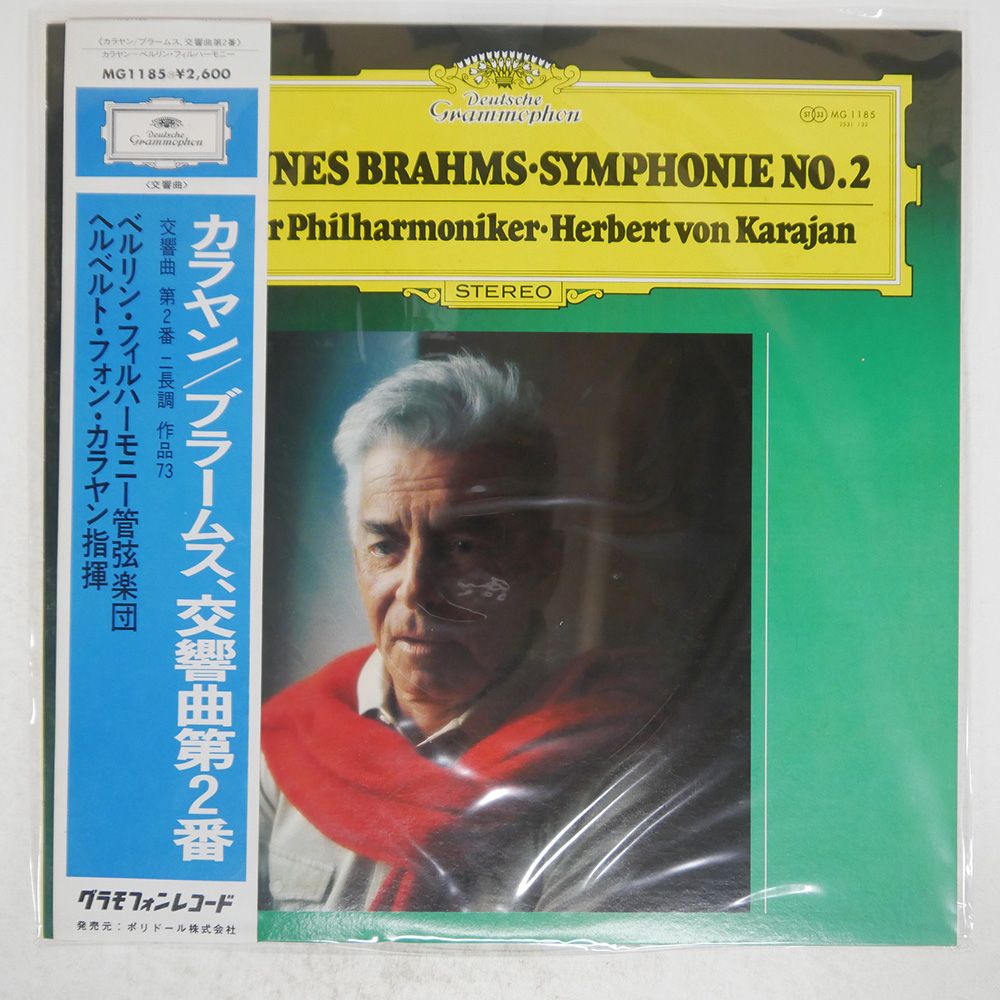 《カラヤン/ブラームス、交響曲第2番》
カラヤン―ベルリン・フィルハーモニー
MG1185 ¥2,600
Deutsche
Grammophon
〈交響曲〉
カラヤン/ブラームス、交響曲第2番
交響曲 第2番 ニ長調 作品73
ベルリン・フィルハーモニー管弦楽団
ヘルベルト・フォン・カラヤン指揮
グラモフォンレコード
発売元：ポリドール株式会社
Deutsche
Grammophon
ST 33 MG 1185
2531 132
NES BRAHMS·SYMPHONIE NO.2
r Philharmoniker·Herbert von Karajan
STEREO